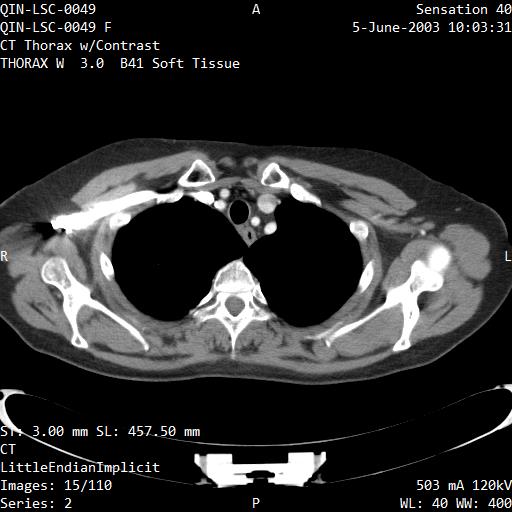 QIN-LSC-0049
A
Sensation 40
QIN-LSC-0049 F
5-June-2003 10:03:31
CT Thorax w/Contrast
THORAX W  3.0  B41 Soft Tissue
R
L
ST: 3.00 mm SL: 457.50 mm
CT
LittleEndianImplicit
Images: 15/110
503 mA 120kV
Series: 2
P
WL: 40 WW: 400